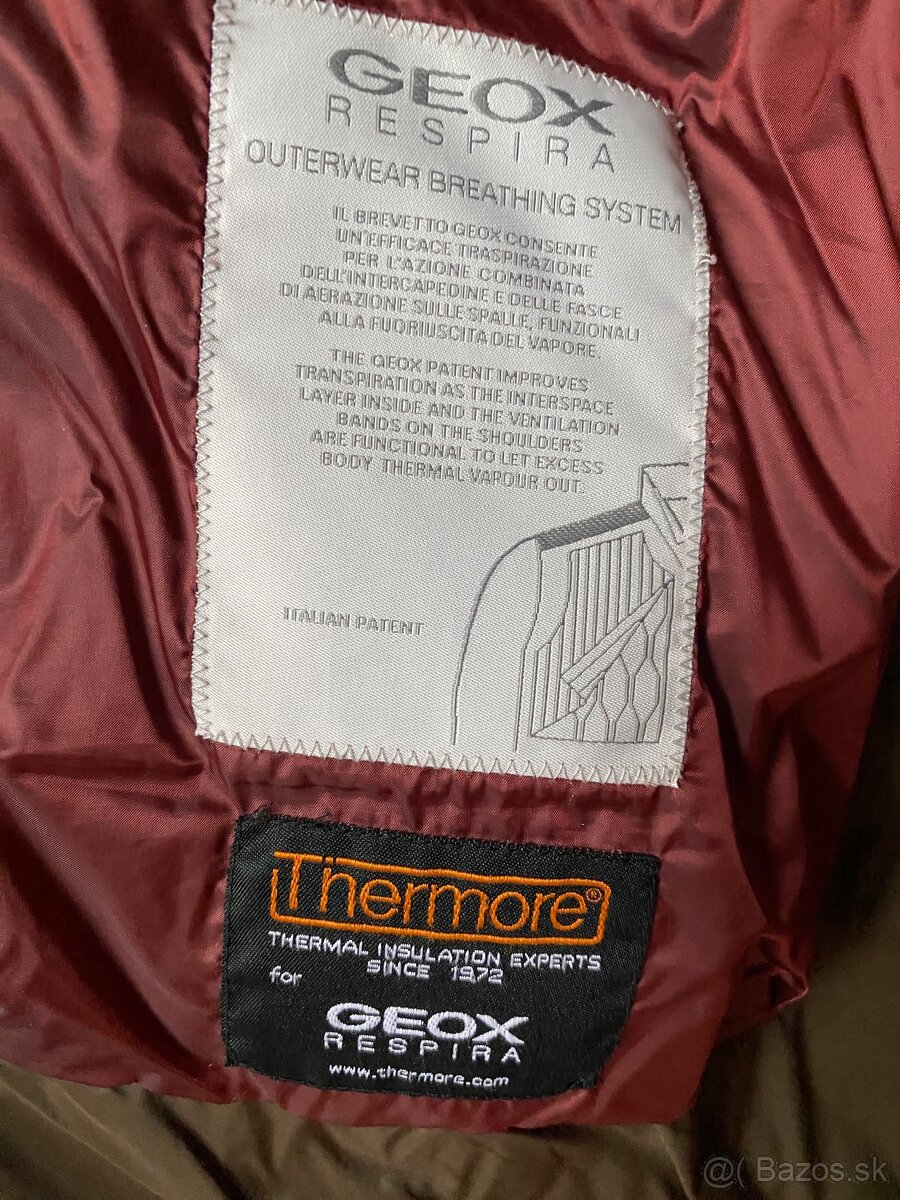 GEOX
RESPIRA
OUTERWEAR BREATHING SYSTEM
IL BREVETTO GEOX CONSENTE
UN'EFFICACE TRASPIRAZIONE
PER L'AZIONE COMBINATA
DELL'INTERCAPEDINE E DELLE FASCE
DI AERAZIONE SULLE SPALLE, FUNZIONALI
ALLA FUORIUSCITA DEL VAPORE.
THE GEOX PATENT IMPROVES
TRANSPIRATION AS THE INTERSPACE
LAYER INSIDE AND THE VENTILATION
BANDS ON THE SHOULDERS
ARE FUNCTIONAL TO LET EXCESS
BODY THERMAL VAPOUR OUT.
ITALIAN PATENT
Thermore®
THERMAL INSULATION EXPERTS
SINCE 1972
for
GEOX
RESPIRA
www.thermore.com
@( Bazos.sk